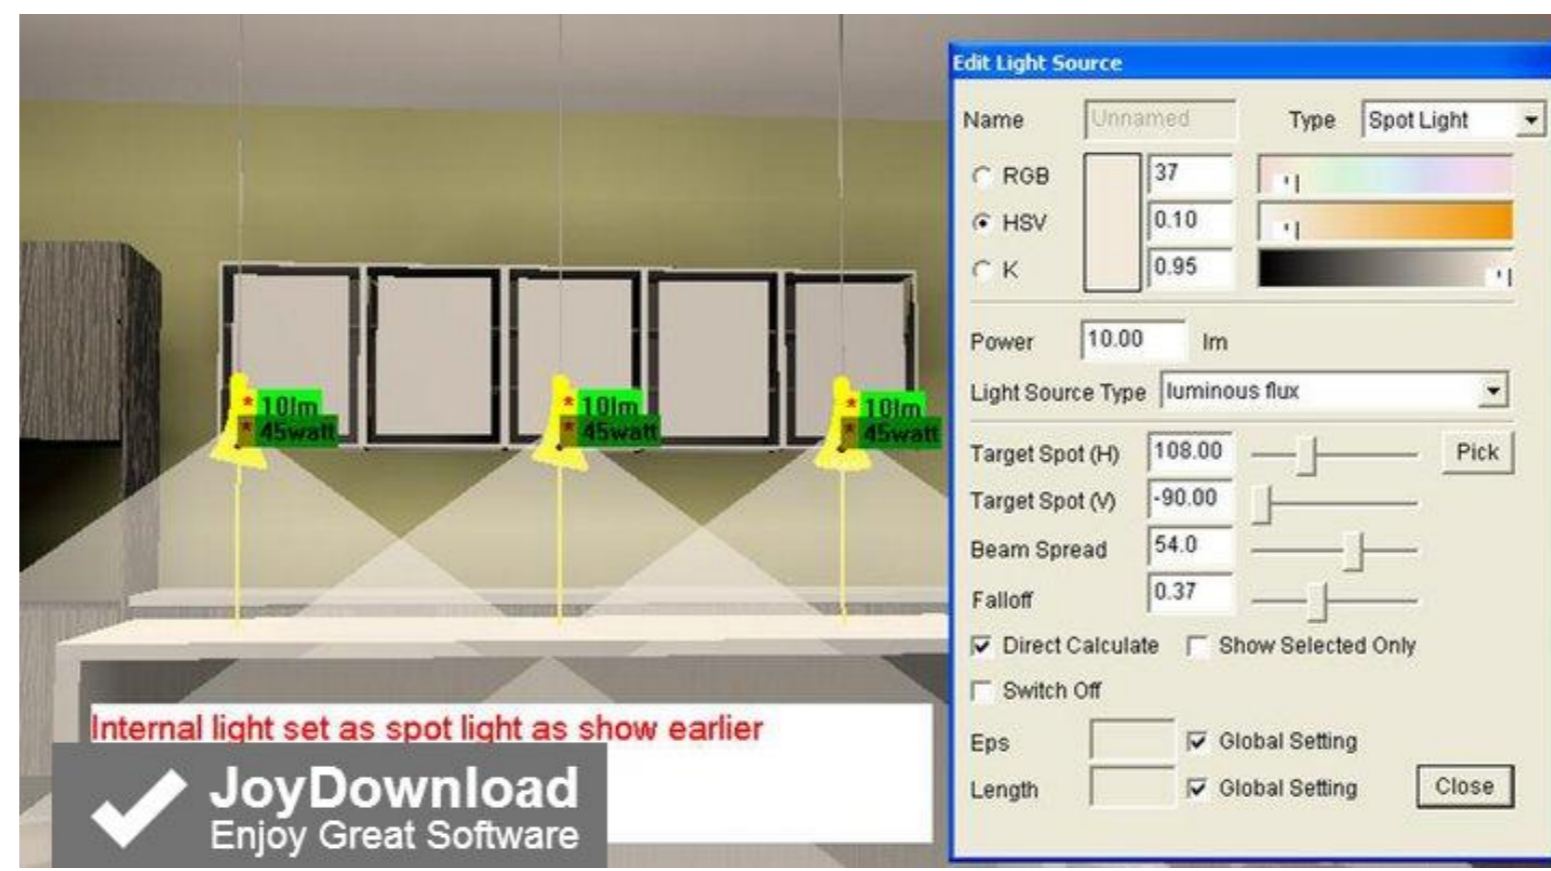 Edit Light Source
Name Unnamed Type Spot Light
RGB 37
HSV 0.10
K 0.95
Power 10.00 lm
Light Source Type luminous flux
Target Spot (H) 108.00 Pick
Target Spot (V) -90.00
Beam Spread 54.0
Falloff 0.37
Direct Calculate Show Selected Only
Switch Off
Eps Global Setting
Length Global Setting Close
* 10lm
* 45watt
* 10lm
* 45watt
* 10lm
* 45watt
Internal light set as spot light as show earlier
JoyDownload
Enjoy Great Software